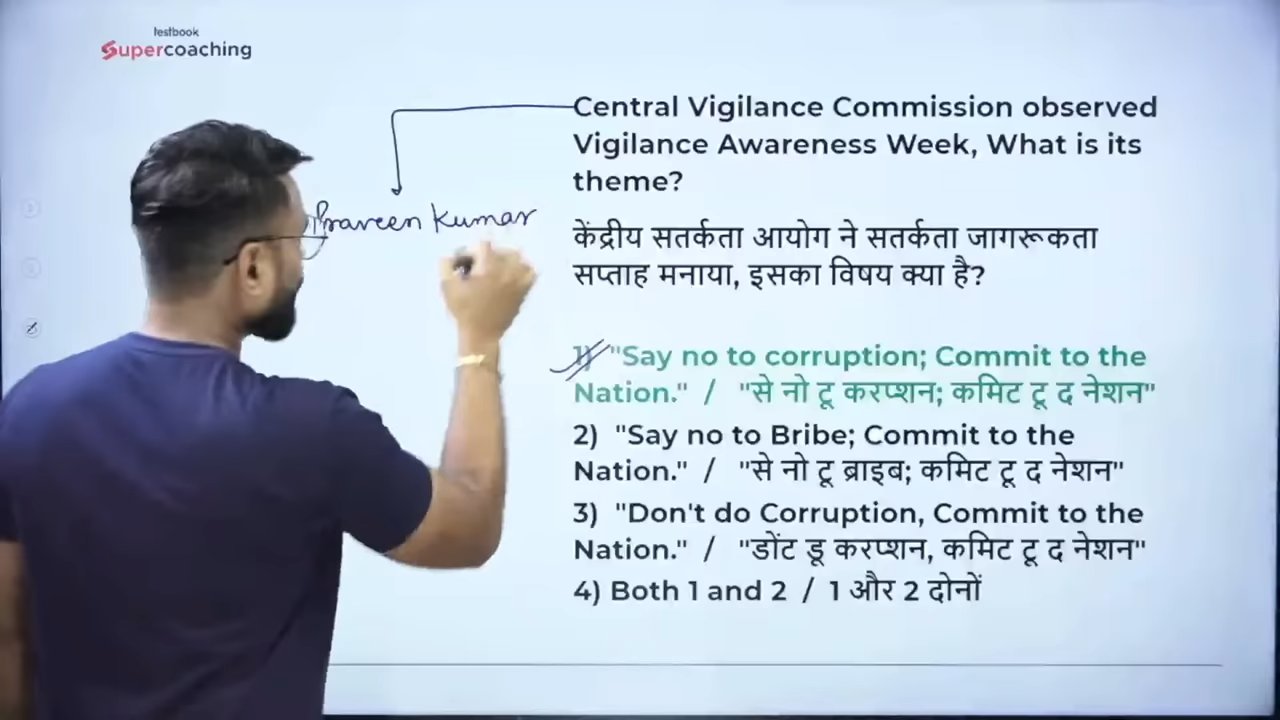 testbook
Supercoaching
Central Vigilance Commission observed
Vigilance Awareness Week, What is its
theme?
Praveen Kumar
केंद्रीय सतर्कता आयोग ने सतर्कता जागरूकता
सप्ताह मनाया, इसका विषय क्या है?
1) "Say no to corruption; Commit to the
Nation." / "से नो टू करप्शन; कमिट टू द नेशन"
2) "Say no to Bribe; Commit to the
Nation." / "से नो टू ब्राइब; कमिट टू द नेशन"
3) "Don't do Corruption, Commit to the
Nation." / "डोंट डू करप्शन, कमिट टू द नेशन"
4) Both 1 and 2 / 1 और 2 दोनों